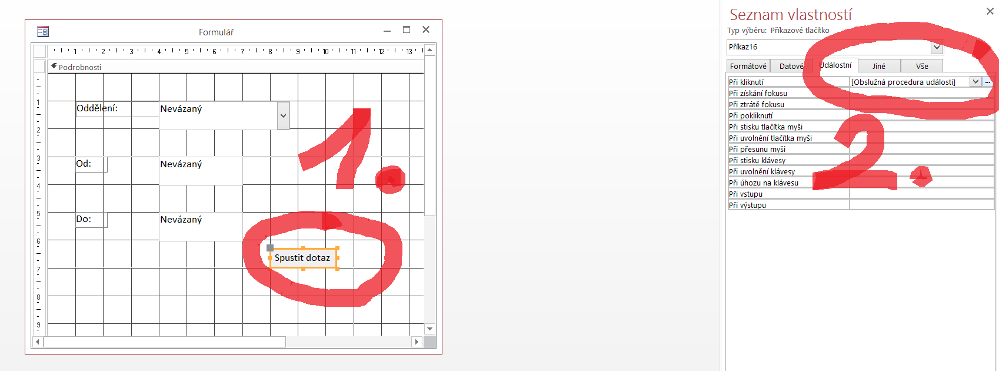 Formulář
1 2 3 4 5 6 7 8 9 10 11 12 13
Podrobnosti
1
Oddělení: Nevázaný
2
3
Od: Nevázaný
4
5
Do: Nevázaný
6
Spustit dotaz
7
8
9
1.
Seznam vlastností
Typ výběru: Příkazové tlačítko
Příkaz16
Formátové Datové Událostní Jiné Vše
Při kliknutí [Obslužná procedura události] ...
Při získání fokusu
Při ztrátě fokusu
Při pokliknutí
Při stisku tlačítka myši
Při uvolnění tlačítka myši
Při přesunu myši
Při stisku klávesy
Při uvolnění klávesy
Při úhozu na klávesu
Při vstupu
Při výstupu
2.